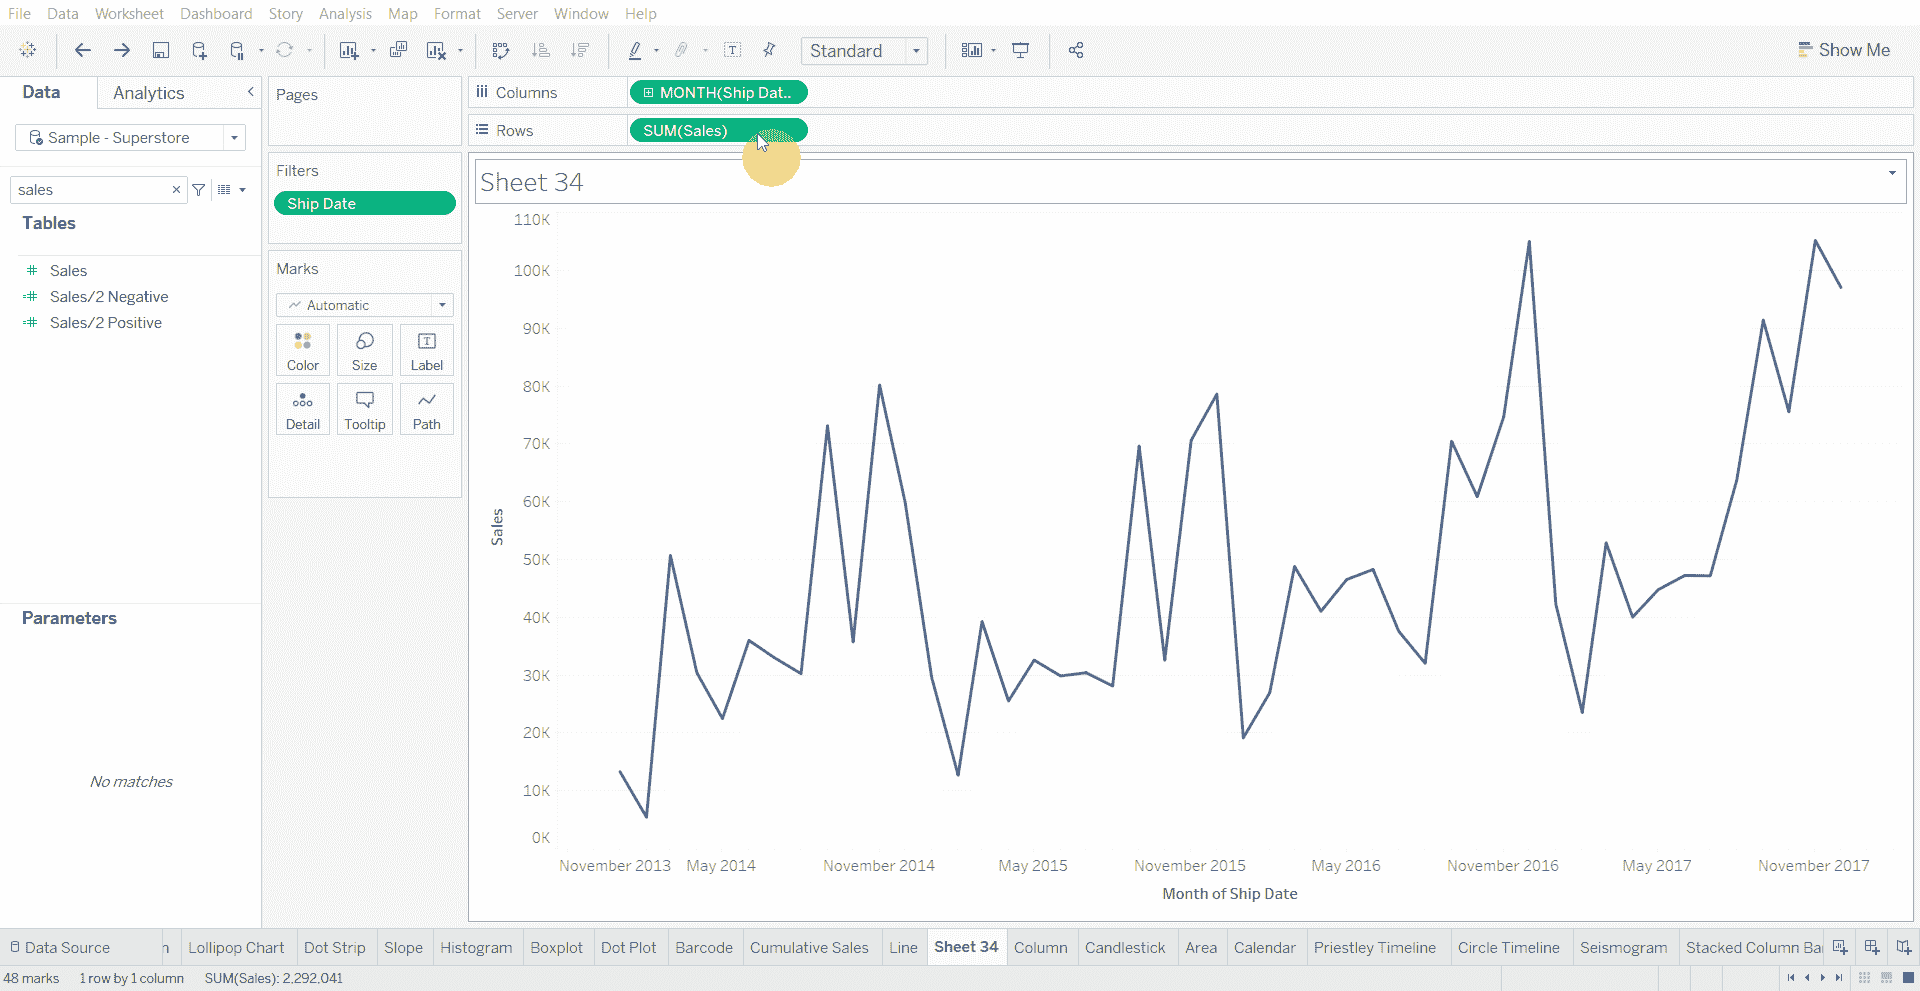 File Data Worksheet Dashboard Story Analysis Map Format Server Window Help
Standard
Show Me
Data Analytics
Sample - Superstore
sales
Tables
Sales
Sales/2 Negative
Sales/2 Positive
Parameters
No matches
Pages
Filters
Ship Date
Marks
Automatic
Color Size Label
Detail Tooltip Path
Columns MONTH(Ship Dat..
Rows SUM(Sales)
Sheet 34
110K
100K
90K
80K
70K
60K
50K
40K
30K
20K
10K
0K
Sales
November 2013 May 2014 November 2014 May 2015 November 2015 May 2016 November 2016 May 2017 November 2017
Month of Ship Date
Data Source n Lollipop Chart Dot Strip Slope Histogram Boxplot Dot Plot Barcode Cumulative Sales Line Sheet 34 Column Candlestick Area Calendar Priestley Timeline Circle Timeline Seismogram Stacked Column Ba
48 marks 1 row by 1 column SUM(Sales): 2,292,041